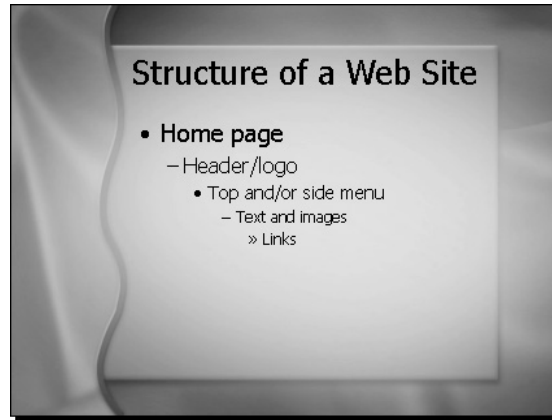 Structure of a Web Site
• Home page
– Header/logo
• Top and/or side menu
– Text and images
» Links